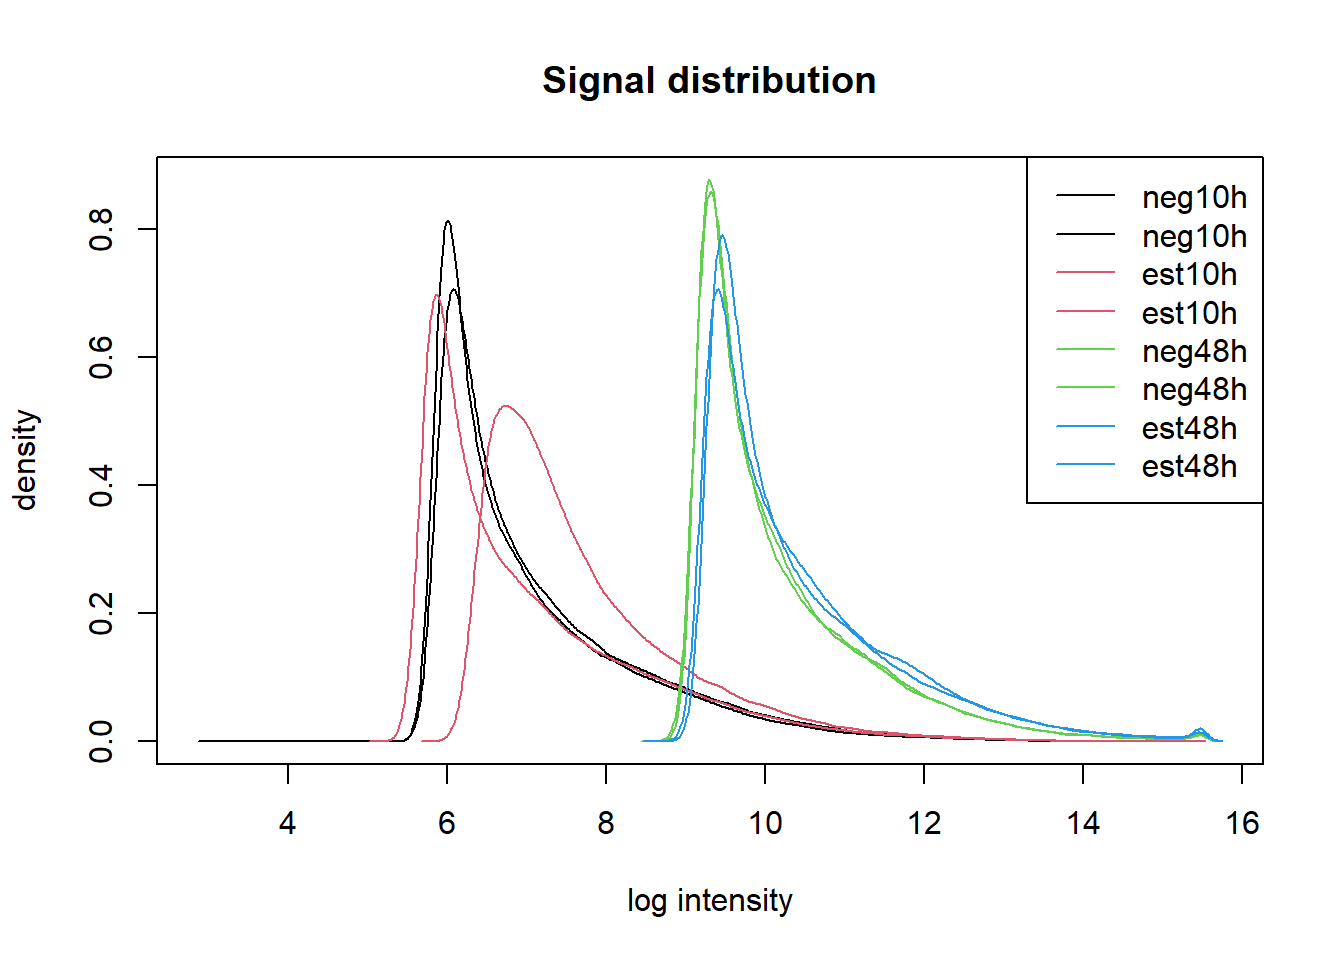 Signal distribution
neg10h
neg10h
est10h
est10h
neg48h
neg48h
est48h
est48h
density
0.0 0.2 0.4 0.6 0.8
4 6 8 10 12 14 16
log intensity